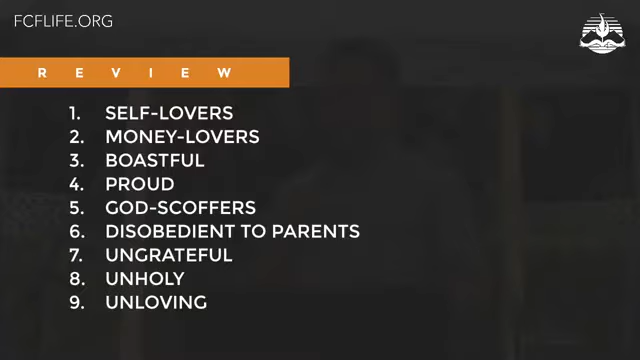 FCFLIFE.ORG
REVIEW
1. SELF-LOVERS
2. MONEY-LOVERS
3. BOASTFUL
4. PROUD
5. GOD-SCOFFERS
6. DISOBEDIENT TO PARENTS
7. UNGRATEFUL
8. UNHOLY
9. UNLOVING